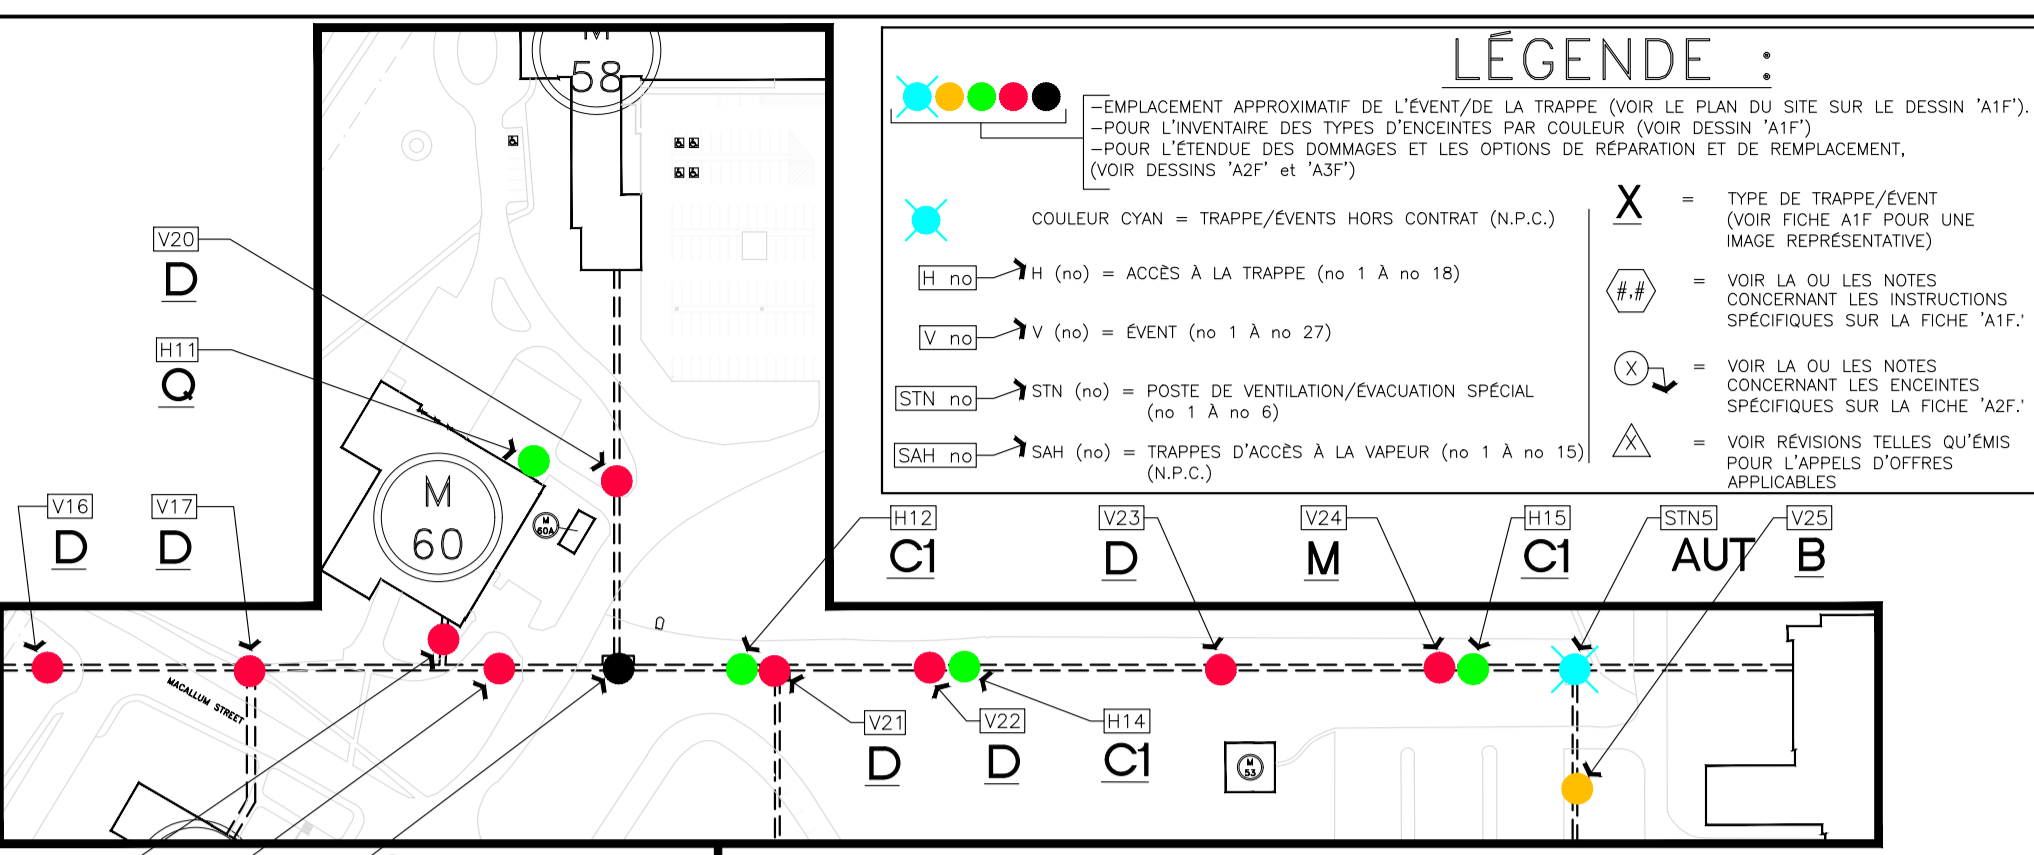 LÉGENDE :
-EMPLACEMENT APPROXIMATIF DE L'ÉVENT/DE LA TRAPPE (VOIR LE PLAN DU SITE SUR LE DESSIN 'A1F').
-POUR L'INVENTAIRE DES TYPES D'ENCEINTES PAR COULEUR (VOIR DESSIN 'A1F')
-POUR L'ÉTENDUE DES DOMMAGES ET LES OPTIONS DE RÉPARATION ET DE REMPLACEMENT,
(VOIR DESSINS 'A2F' et 'A3F')
COULEUR CYAN = TRAPPE/ÉVENTS HORS CONTRAT (N.P.C.)
H no H (no) = ACCÈS À LA TRAPPE (no 1 À no 18)
V no V (no) = ÉVENT (no 1 À no 27)
STN no STN (no) = POSTE DE VENTILATION/ÉVACUATION SPÉCIAL
(no 1 À no 6)
SAH no SAH (no) = TRAPPES D'ACCÈS À LA VAPEUR (no 1 À no 15)
(N.P.C.)
X = TYPE DE TRAPPE/ÉVENT
(VOIR FICHE A1F POUR UNE
IMAGE REPRÉSENTATIVE)
#,# = VOIR LA OU LES NOTES
CONCERNANT LES INSTRUCTIONS
SPÉCIFIQUES SUR LA FICHE 'A1F.'
X = VOIR LA OU LES NOTES
CONCERNANT LES ENCEINTES
SPÉCIFIQUES SUR LA FICHE 'A2F.'
X = VOIR RÉVISIONS TELLES QU'ÉMIS
POUR L'APPELS D'OFFRES
APPLICABLES
M
58
V20
D
H11
Q
M
60
M
60A
V16
D
V17
D
H12
C1
V23
D
V24
M
H15
C1
STN5
AUT
V25
B
MACALLUM STREET
V21
D
V22
D
H14
C1
M
53